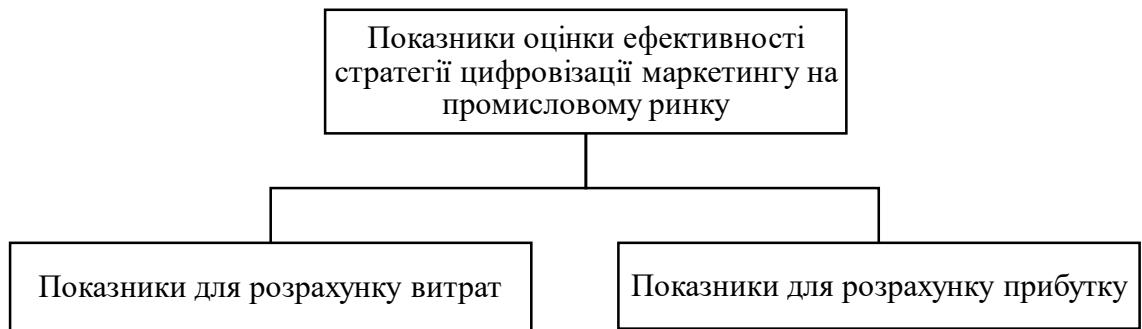 Показники оцінки ефективності
стратегії цифровізації маркетингу на
промисловому ринку
Показники для розрахунку витрат
Показники для розрахунку прибутку